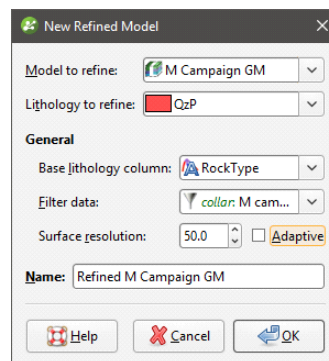 New Refined Model
Model to refine: M Campaign GM
Lithology to refine: QzP
General
Base lithology column: RockType
Filter data: collar: M cam...
Surface resolution: 50.0 Adaptive
Name: Refined M Campaign GM
Help Cancel OK